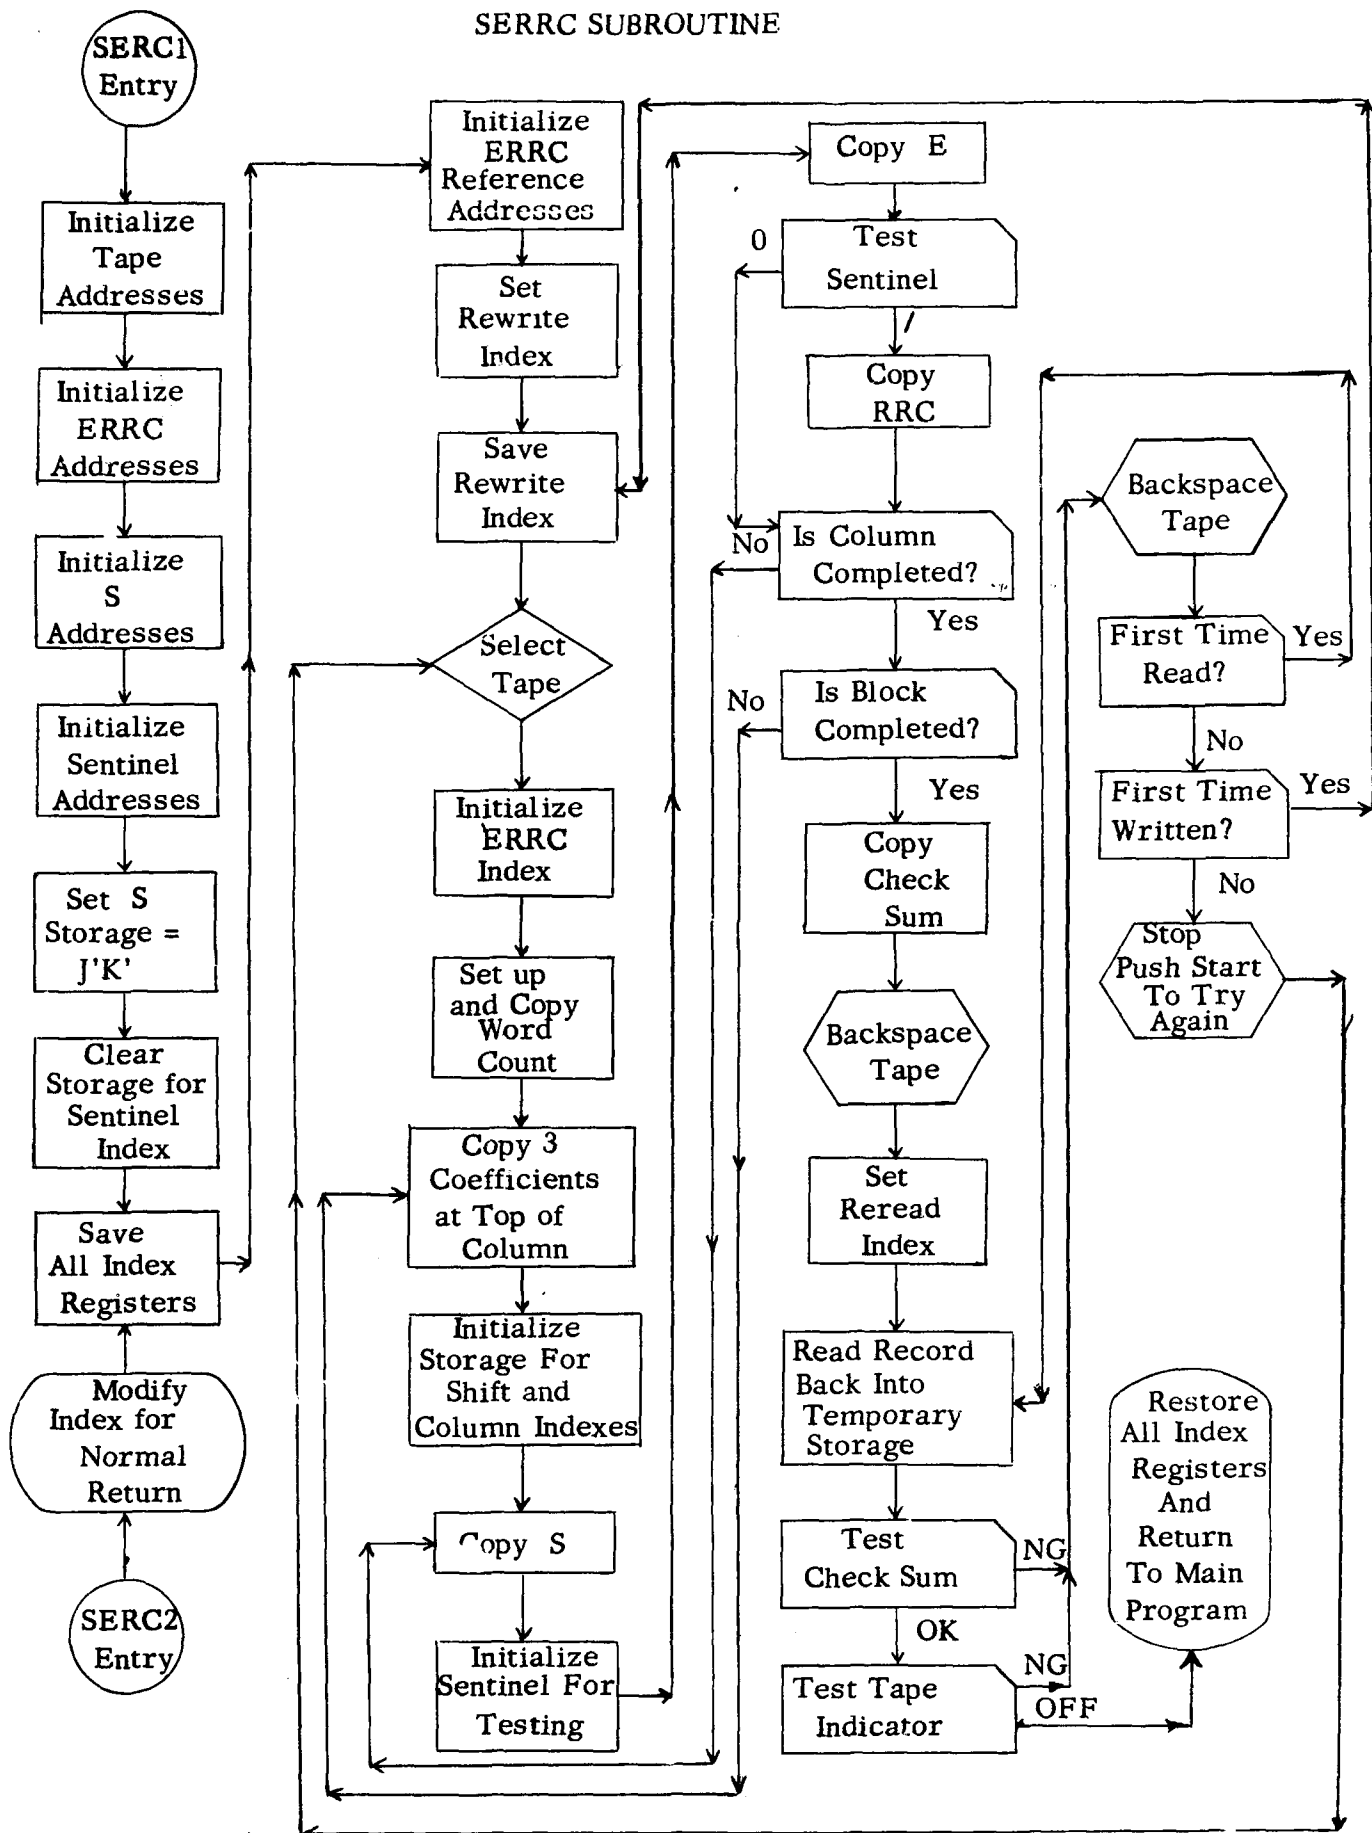 SERRC SUBROUTINE
SERC1
Entry
Initialize
Tape
Addresses
Initialize
ERRC
Addresses
Initialize
S
Addresses
Initialize
Sentinel
Addresses
Set S
Storage =
J'K'
Clear
Storage for
Sentinel
Index
Save
All Index
Registers
Modify
Index for
Normal
Return
SERC2
Entry
Initialize
ERRC
Reference
Addresses
Set
Rewrite
Index
Save
Rewrite
Index
Select
Tape
Initialize
ERRC
Index
Set up
and Copy
Word
Count
Copy 3
Coefficients
at Top of
Column
Initialize
Storage For
Shift and
Column Indexes
Copy S
Initialize
Sentinel For
Testing
Copy E
0
Test
Sentinel
/
Copy
RRC
No
Is Column
Completed?
Yes
No
Is Block
Completed?
Yes
Copy
Check
Sum
Backspace
Tape
Set
Reread
Index
Read Record
Back Into
Temporary
Storage
Test
Check Sum
NG
OK
Test Tape
Indicator
NG
OFF
Backspace
Tape
First Time
Read?
Yes
No
First Time
Written?
Yes
No
Stop
Push Start
To Try
Again
Restore
All Index
Registers
And
Return
To Main
Program